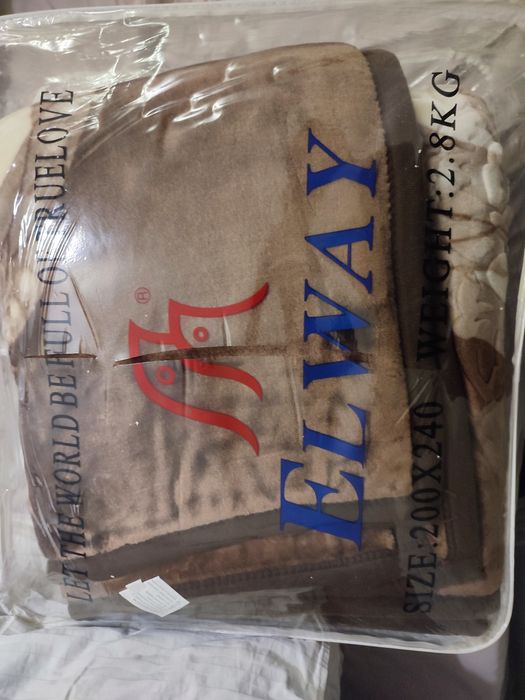 LET THE WORLD BE FULL OF TRUELOVE
®
ELWAY
SIZE:200X240 WEIGHT:2.8KG